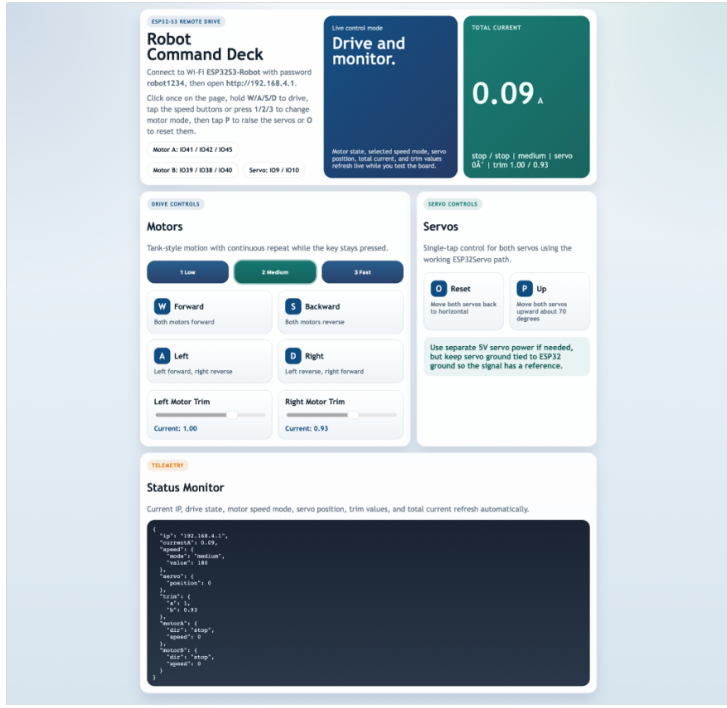 ESP32-S3 REMOTE DRIVE
Robot
Command Deck
Connect to Wi-Fi ESP32S3-Robot with password
robot1234, then open http://192.168.4.1.
Click once on the page, hold W/A/S/D to drive,
tap the speed buttons or press 1/2/3 to change
motor mode, then tap P to raise the servos or O
to reset them.
Motor A: IO41 / IO42 / IO45
Motor B: IO39 / IO38 / IO40
Servo: IO9 / IO10
Live control mode
Drive and
monitor.
Motor state, selected speed mode, servo
position, total current, and trim values
refresh live while you test the board.
TOTAL CURRENT
0.09 A
stop / stop | medium | servo
0Â° | trim 1.00 / 0.93
DRIVE CONTROLS
Motors
Tank-style motion with continuous repeat while the key stays pressed.
1 Low
2 Medium
3 Fast
W Forward
Both motors forward
S Backward
Both motors reverse
A Left
Left forward, right reverse
D Right
Left reverse, right forward
Left Motor Trim
Current: 1.00
Right Motor Trim
Current: 0.93
SERVO CONTROLS
Servos
Single-tap control for both servos using the
working ESP32Servo path.
O Reset
Move both servos back
to horizontal
P Up
Move both servos
upward about 70
degrees
Use separate 5V servo power if needed,
but keep servo ground tied to ESP32
ground so the signal has a reference.
TELEMETRY
Status Monitor
Current IP, drive state, motor speed mode, servo position, trim values, and total current refresh automatically.
{
"ip": "192.168.4.1",
"currentA": 0.09,
"speed": {
"mode": "medium",
"value": 180
},
"servo": {
"position": 0
},
"trim": {
"a": 1,
"b": 0.93
},
"motorA": {
"dir": "stop",
"speed": 0
},
"motorB": {
"dir": "stop",
"speed": 0
}
}